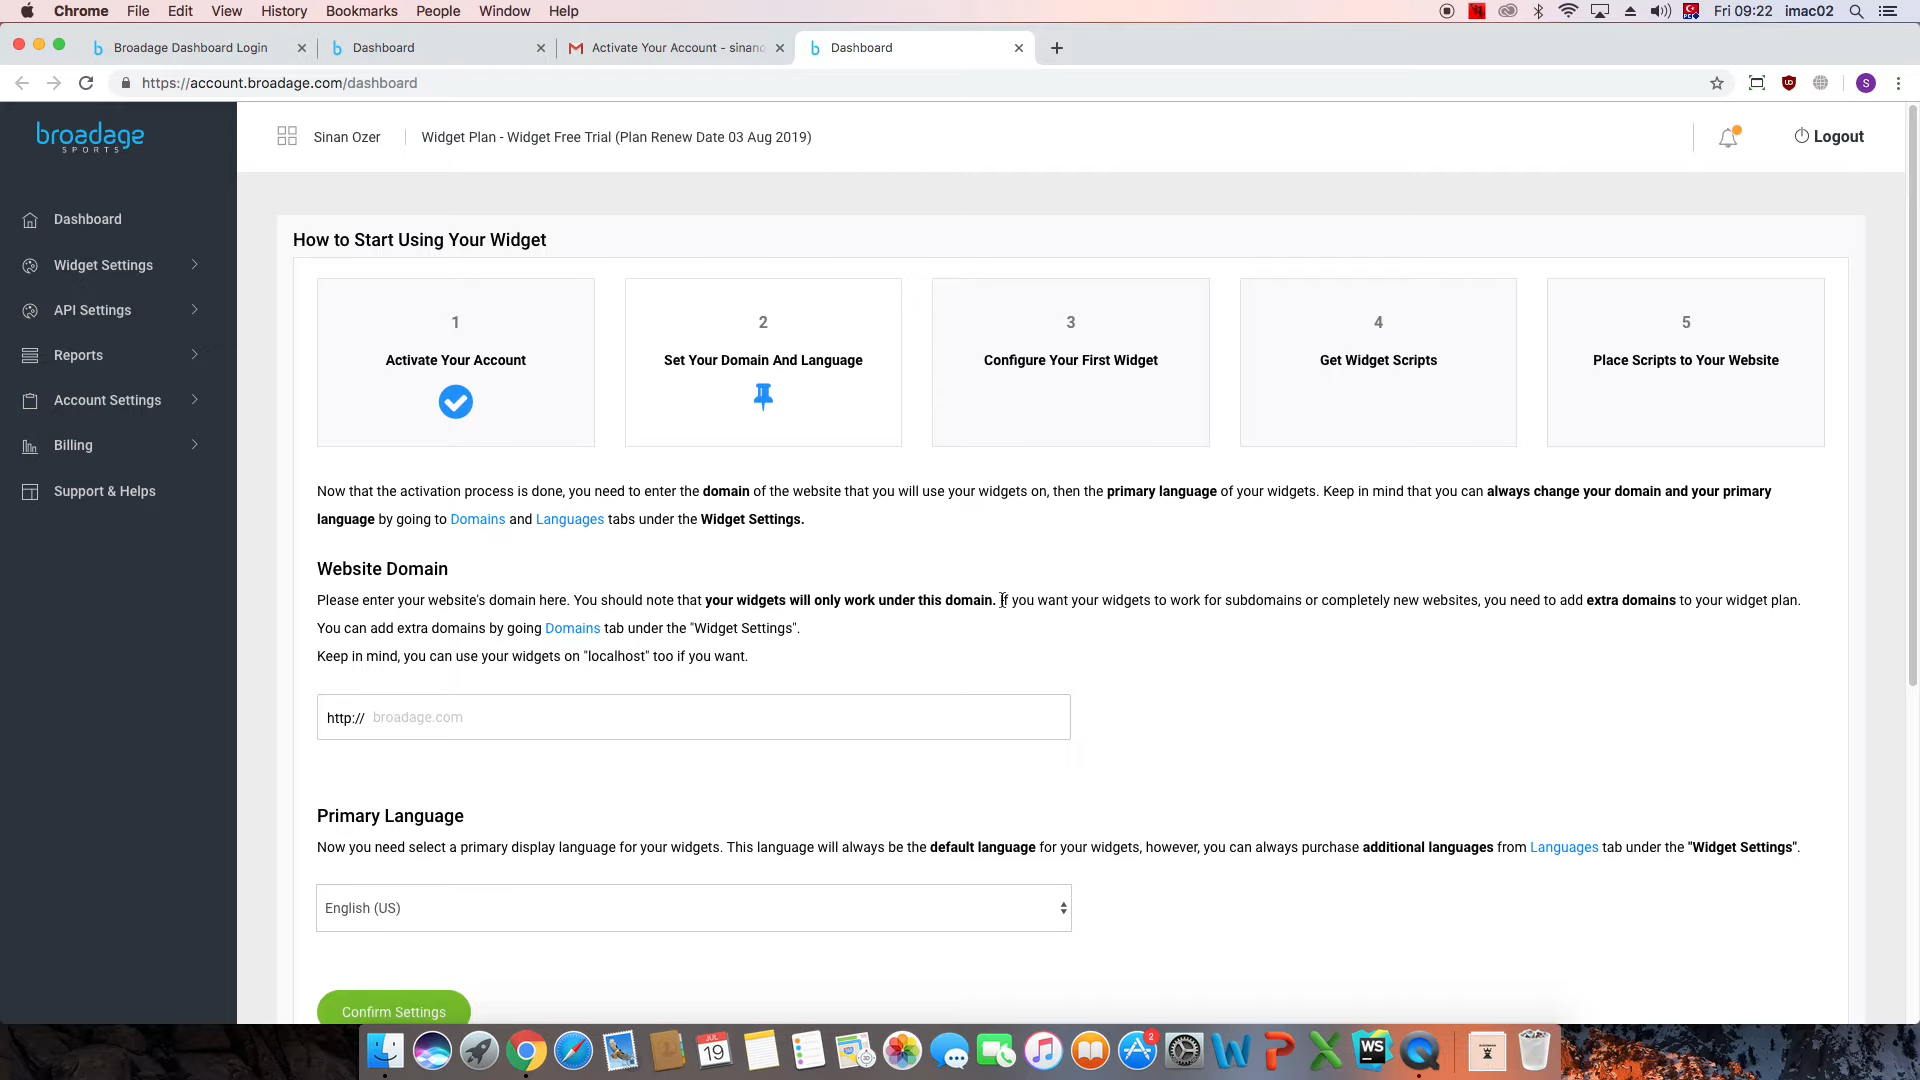 Chrome File Edit View History Bookmarks People Window Help Fri 09:22 imac02
Broadage Dashboard Login Dashboard Activate Your Account - sinano Dashboard
https://account.broadage.com/dashboard S
broadage
SPORTS
Sinan Ozer Widget Plan - Widget Free Trial (Plan Renew Date 03 Aug 2019) Logout
Dashboard
Widget Settings
API Settings
Reports
Account Settings
Billing
Support & Helps
How to Start Using Your Widget
1 2 3 4 5
Activate Your Account Set Your Domain And Language Configure Your First Widget Get Widget Scripts Place Scripts to Your Website
Now that the activation process is done, you need to enter the domain of the website that you will use your widgets on, then the primary language of your widgets. Keep in mind that you can always change your domain and your primary
language by going to Domains and Languages tabs under the Widget Settings.
Website Domain
Please enter your website's domain here. You should note that your widgets will only work under this domain. If you want your widgets to work for subdomains or completely new websites, you need to add extra domains to your widget plan.
You can add extra domains by going Domains tab under the "Widget Settings".
Keep in mind, you can use your widgets on "localhost" too if you want.
http:// broadage.com
Primary Language
Now you need select a primary display language for your widgets. This language will always be the default language for your widgets, however, you can always purchase additional languages from Languages tab under the "Widget Settings".
English (US)
Confirm Settings
JUL
19
2
WS